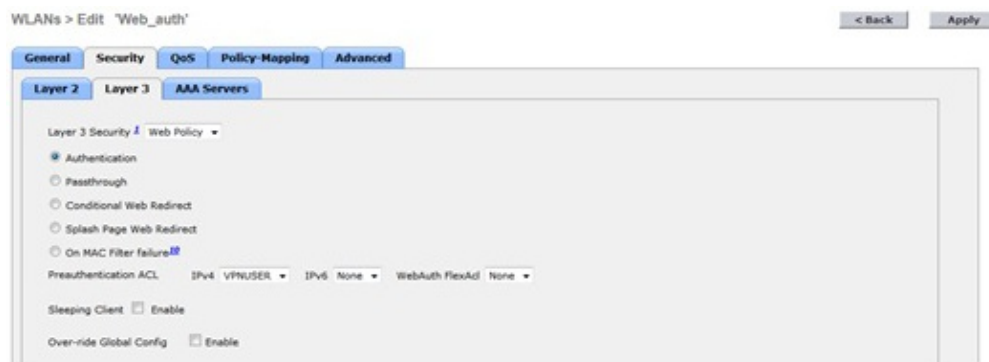 WLANs > Edit 'Web_auth'
< Back
Apply
General
Security
QoS
Policy-Mapping
Advanced
Layer 2
Layer 3
AAA Servers
Layer 3 Security 1 Web Policy
Authentication
Passthrough
Conditional Web Redirect
Splash Page Web Redirect
On MAC Filter failure10
Preauthentication ACL IPv4 VPNUSER IPv6 None WebAuth FlexAcl None
Sleeping Client Enable
Over-ride Global Config Enable